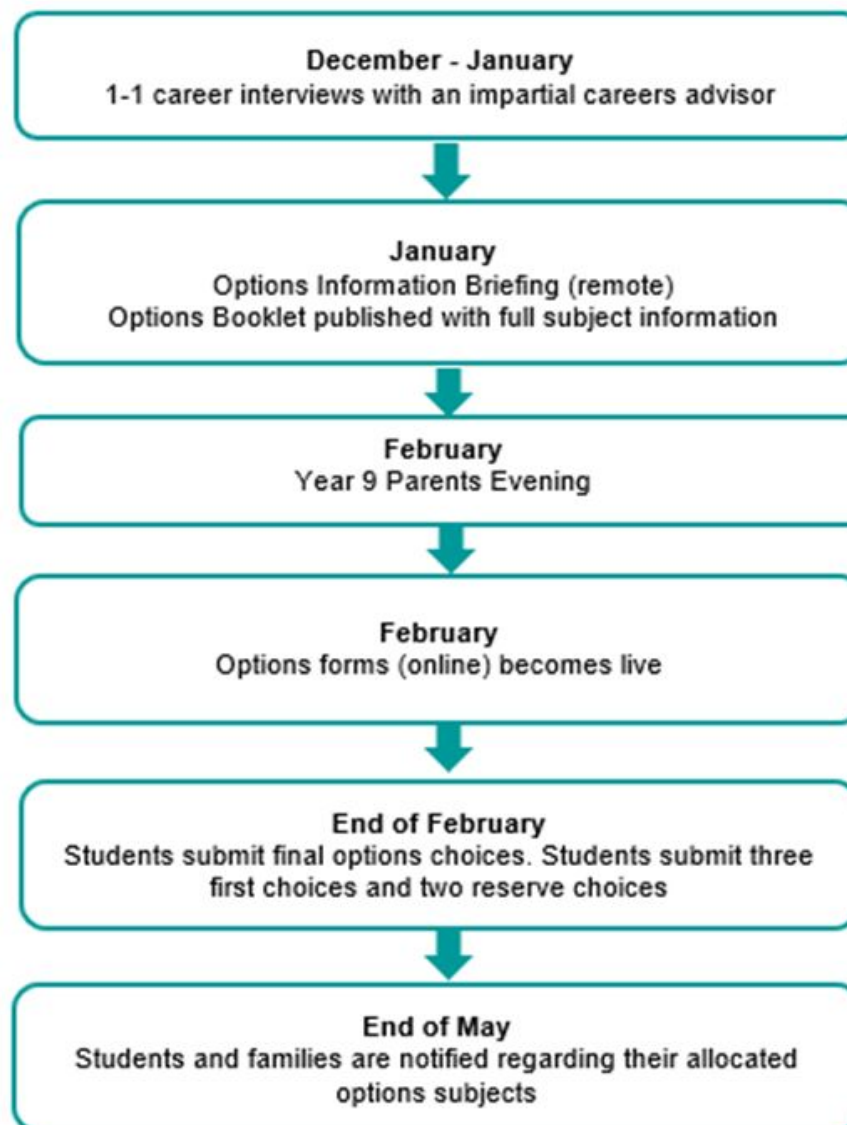 December - January
1-1 career interviews with an impartial careers advisor
January
Options Information Briefing (remote)
Options Booklet published with full subject information
February
Year 9 Parents Evening
February
Options forms (online) becomes live
End of February
Students submit final options choices. Students submit three
first choices and two reserve choices
End of May
Students and families are notified regarding their allocated
options subjects